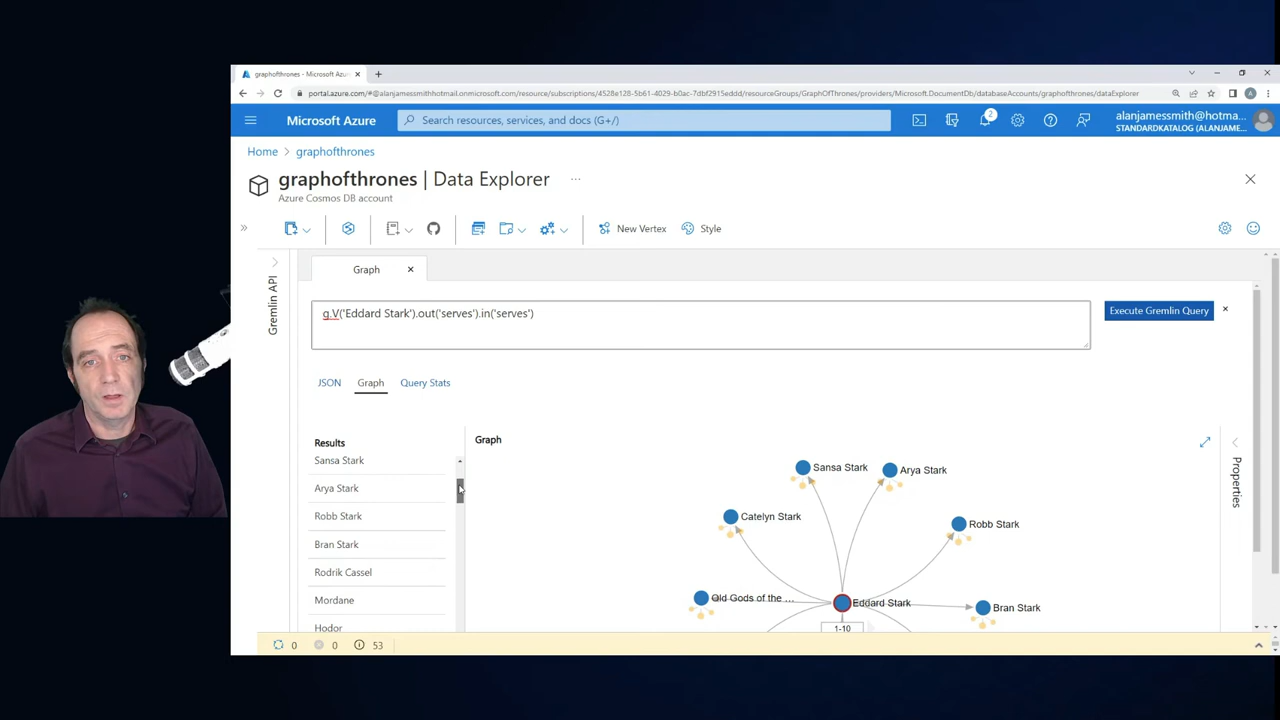 graphofthrones - Microsoft Azu
portal.azure.com/#@alanjamessmithhotmail.onmicrosoft.com/resource/subscriptions/4528e128-5b61-4029-b0ac-7dbf2915eddd/resourceGroups/GraphOfThrones/providers/Microsoft.DocumentDb/databaseAccounts/graphofthrones/dataExplorer
A
Microsoft Azure
Search resources, services, and docs (G+/)
2
alanjamessmith@hotma...
STANDARDKATALOG (ALANJAME...
Home > graphofthrones
graphofthrones | Data Explorer ...
Azure Cosmos DB account
New Vertex
Style
Gremlin API
Graph
g.V('Eddard Stark').out('serves').in('serves')
Execute Gremlin Query
JSON
Graph
Query Stats
Results
Sansa Stark
Arya Stark
Robb Stark
Bran Stark
Rodrik Cassel
Mordane
Hodor
Graph
Sansa Stark
Arya Stark
Catelyn Stark
Robb Stark
Old Gods of the ...
Eddard Stark
Bran Stark
1-10
Properties
0
0
53